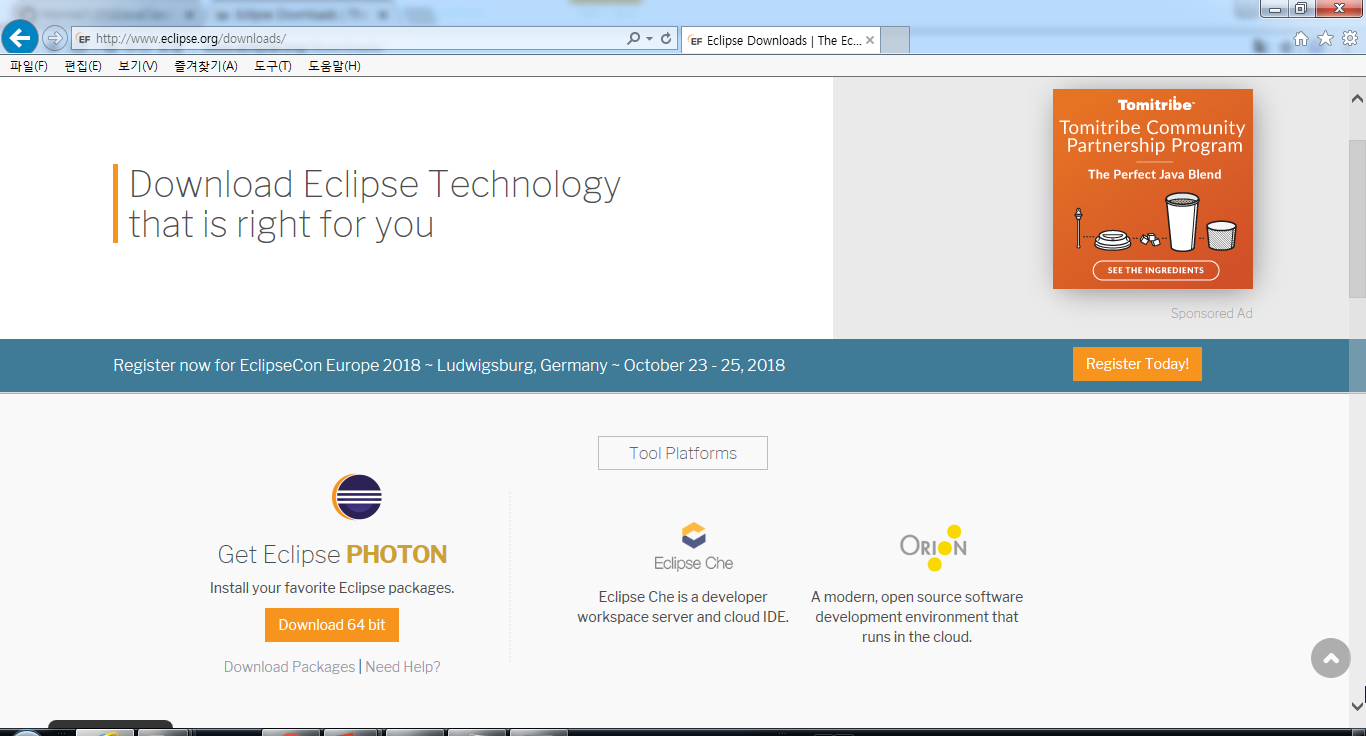 EF http://www.eclipse.org/downloads/
EF Eclipse Downloads | The Ec...
파일(F) 편집(E) 보기(V) 즐겨찾기(A) 도구(T) 도움말(H)
Download Eclipse Technology
that is right for you
Tomitribe
Tomitribe Community
Partnership Program
The Perfect Java Blend
SEE THE INGREDIENTS
Sponsored Ad
Register now for EclipseCon Europe 2018 ~ Ludwigsburg, Germany ~ October 23 - 25, 2018
Register Today!
Tool Platforms
Get Eclipse PHOTON
Install your favorite Eclipse packages.
Download 64 bit
Download Packages | Need Help?
Eclipse Che
Eclipse Che is a developer
workspace server and cloud IDE.
ORION
A modern, open source software
development environment that
runs in the cloud.